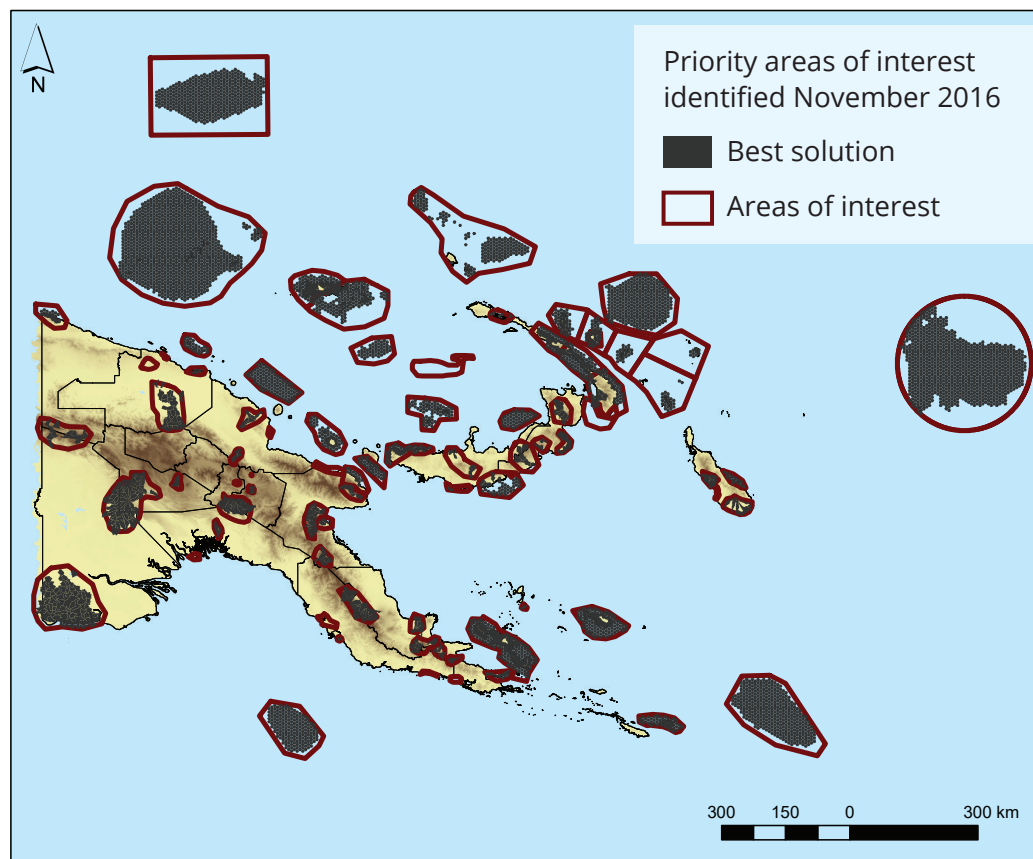 N
Priority areas of interest
identified November 2016
Best solution
Areas of interest
300 150 0 300 km